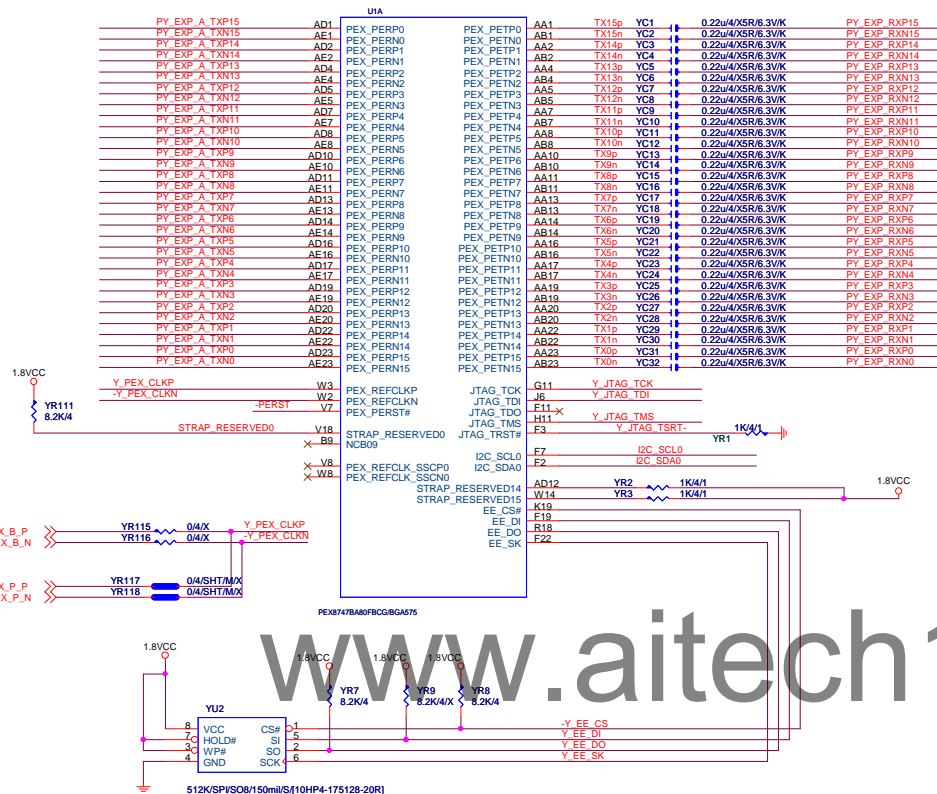 U1A
PY_EXP_A_TXP15 AD1 PEX_PERP0 PEX_PETP0 AA1 TX15p YC1 0.22u/4/X5R/6.3V/K PY_EXP_RXP15
PY_EXP_A_TXN15 AE1 PEX_PERN0 PEX_PETN0 AB1 TX15n YC2 0.22u/4/X5R/6.3V/K PY_EXP_RXN15
PY_EXP_A_TXP14 AD2 PEX_PERP1 PEX_PETP1 AA2 TX14p YC3 0.22u/4/X5R/6.3V/K PY_EXP_RXP14
PY_EXP_A_TXN14 AE2 PEX_PERN1 PEX_PETN1 AB2 TX14n YC4 0.22u/4/X5R/6.3V/K PY_EXP_RXN14
PY_EXP_A_TXP13 AD4 PEX_PERP2 PEX_PETP2 AA4 TX13p YC5 0.22u/4/X5R/6.3V/K PY_EXP_RXP13
PY_EXP_A_TXN13 AE4 PEX_PERN2 PEX_PETN2 AB4 TX13n YC6 0.22u/4/X5R/6.3V/K PY_EXP_RXN13
PY_EXP_A_TXP12 AD5 PEX_PERP3 PEX_PETP3 AA5 TX12p YC7 0.22u/4/X5R/6.3V/K PY_EXP_RXP12
PY_EXP_A_TXN12 AE5 PEX_PERN3 PEX_PETN3 AB5 TX12n YC8 0.22u/4/X5R/6.3V/K PY_EXP_RXN12
PY_EXP_A_TXP11 AD7 PEX_PERP4 PEX_PETP4 AA7 TX11p YC9 0.22u/4/X5R/6.3V/K PY_EXP_RXP11
PY_EXP_A_TXN11 AE7 PEX_PERN4 PEX_PETN4 AB7 TX11n YC10 0.22u/4/X5R/6.3V/K PY_EXP_RXN11
PY_EXP_A_TXP10 AD8 PEX_PERP5 PEX_PETP5 AA8 TX10p YC11 0.22u/4/X5R/6.3V/K PY_EXP_RXP10
PY_EXP_A_TXN10 AE8 PEX_PERN5 PEX_PETN5 AB8 TX10n YC12 0.22u/4/X5R/6.3V/K PY_EXP_RXN10
PY_EXP_A_TXP9 AD10 PEX_PERP6 PEX_PETP6 AA10 TX9p YC13 0.22u/4/X5R/6.3V/K PY_EXP_RXP9
PY_EXP_A_TXN9 AE10 PEX_PERN6 PEX_PETN6 AB10 TX9n YC14 0.22u/4/X5R/6.3V/K PY_EXP_RXN9
PY_EXP_A_TXP8 AD11 PEX_PERP7 PEX_PETP7 AA11 TX8p YC15 0.22u/4/X5R/6.3V/K PY_EXP_RXP8
PY_EXP_A_TXN8 AE11 PEX_PERN7 PEX_PETN7 AB11 TX8n YC16 0.22u/4/X5R/6.3V/K PY_EXP_RXN8
PY_EXP_A_TXP7 AD13 PEX_PERP8 PEX_PETP8 AA13 TX7p YC17 0.22u/4/X5R/6.3V/K PY_EXP_RXP7
PY_EXP_A_TXN7 AE13 PEX_PERN8 PEX_PETN8 AB13 TX7n YC18 0.22u/4/X5R/6.3V/K PY_EXP_RXN7
PY_EXP_A_TXP6 AD14 PEX_PERP9 PEX_PETP9 AA14 TX6p YC19 0.22u/4/X5R/6.3V/K PY_EXP_RXP6
PY_EXP_A_TXN6 AE14 PEX_PERN9 PEX_PETN9 AB14 TX6n YC20 0.22u/4/X5R/6.3V/K PY_EXP_RXN6
PY_EXP_A_TXP5 AD16 PEX_PERP10 PEX_PETP10 AA16 TX5p YC21 0.22u/4/X5R/6.3V/K PY_EXP_RXP5
PY_EXP_A_TXN5 AE16 PEX_PERN10 PEX_PETN10 AB16 TX5n YC22 0.22u/4/X5R/6.3V/K PY_EXP_RXN5
PY_EXP_A_TXP4 AD17 PEX_PERP11 PEX_PETP11 AA17 TX4p YC23 0.22u/4/X5R/6.3V/K PY_EXP_RXP4
PY_EXP_A_TXN4 AE17 PEX_PERN11 PEX_PETN11 AB17 TX4n YC24 0.22u/4/X5R/6.3V/K PY_EXP_RXN4
PY_EXP_A_TXP3 AD19 PEX_PERP12 PEX_PETP12 AA19 TX3p YC25 0.22u/4/X5R/6.3V/K PY_EXP_RXP3
PY_EXP_A_TXN3 AE19 PEX_PERN12 PEX_PETN12 AB19 TX3n YC26 0.22u/4/X5R/6.3V/K PY_EXP_RXN3
PY_EXP_A_TXP2 AD20 PEX_PERP13 PEX_PETP13 AA20 TX2p YC27 0.22u/4/X5R/6.3V/K PY_EXP_RXP2
PY_EXP_A_TXN2 AE20 PEX_PERN13 PEX_PETN13 AB20 TX2n YC28 0.22u/4/X5R/6.3V/K PY_EXP_RXN2
PY_EXP_A_TXP1 AD22 PEX_PERP14 PEX_PETP14 AA22 TX1p YC29 0.22u/4/X5R/6.3V/K PY_EXP_RXP1
PY_EXP_A_TXN1 AE22 PEX_PERN14 PEX_PETN14 AB22 TX1n YC30 0.22u/4/X5R/6.3V/K PY_EXP_RXN1
PY_EXP_A_TXP0 AD23 PEX_PERP15 PEX_PETP15 AA23 TX0p YC31 0.22u/4/X5R/6.3V/K PY_EXP_RXP0
PY_EXP_A_TXN0 AE23 PEX_PERN15 PEX_PETN15 AB23 TX0n YC32 0.22u/4/X5R/6.3V/K PY_EXP_RXN0
1.8VCC
Y_PEX_CLKP W3 PEX_REFCLKP JTAG_TCK G11 Y_JTAG_TCK
-Y_PEX_CLKN W2 PEX_REFCLKN JTAG_TDI J6 Y_JTAG_TDI
YR111 -PERST V7 PEX_PERST# JTAG_TDO F11
8.2K/4
JTAG_TMS H11 Y_JTAG_TMS
STRAP_RESERVED0 V18 STRAP_RESERVED0 JTAG_TRST# F3 Y_JTAG_TSRT- 1K/4/1
YR1
B9 NCB09
I2C_SCL0 F7 I2C_SCL0
V8 PEX_REFCLK_SSCP0 I2C_SDA0 F2 I2C_SDA0
W8 PEX_REFCLK_SSCN0
1.8VCC
STRAP_RESERVED14 AD12 YR2 1K/4/1
STRAP_RESERVED15 W14 YR3 1K/4/1
EE_CS# K19
EE_DI F19
X_B_P YR115 0/4/X Y_PEX_CLKP EE_DO R18
X_B_N YR116 0/4/X -Y_PEX_CLKN EE_SK F22
X_P_P YR117 0/4/SHT/M/X
X_P_N YR118 0/4/SHT/M/X
PEX8747BA80FBCG/BGA575
www.aitech1
1.8VCC 1.8VCC 1.8VCC 1.8VCC
YR7 YR9 YR8
8.2K/4 8.2K/4/X 8.2K/4
YU2
8 VCC CS# 1 -Y_EE_CS
7 HOLD# SI 5 Y_EE_DI
3 WP# SO 2 Y_EE_DO
4 GND SCK 6 Y_EE_SK
512K/SPI/SO8/150mil/S/[10HP4-175128-20R]